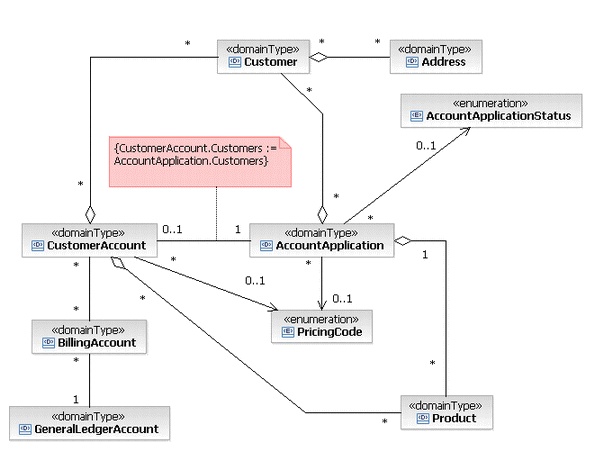 *
«domainType»
Customer
*
*
«domainType»
Address
*
«enumeration»
AccountApplicationStatus
{CustomerAccount.Customers :=
AccountApplication.Customers}
0..1
*
*
*
«domainType»
CustomerAccount
0..1
1
«domainType»
AccountApplication
1
*
*
0..1
*
*
0..1
*
«domainType»
BillingAccount
«enumeration»
PricingCode
*
*
1
«domainType»
GeneralLedgerAccount
«domainType»
Product
*